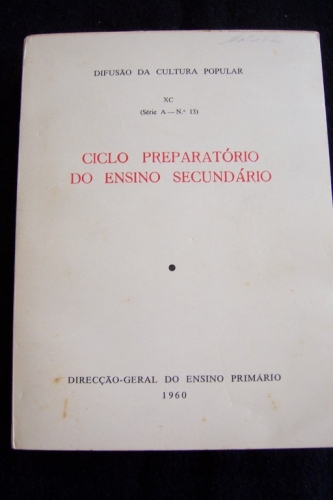 DIFUSÃO DA CULTURA POPULAR
XC
(Série A — N.º 13)
CICLO PREPARATÓRIO
DO ENSINO SECUNDÁRIO
DIRECÇÃO-GERAL DO ENSINO PRIMÁRIO
1960